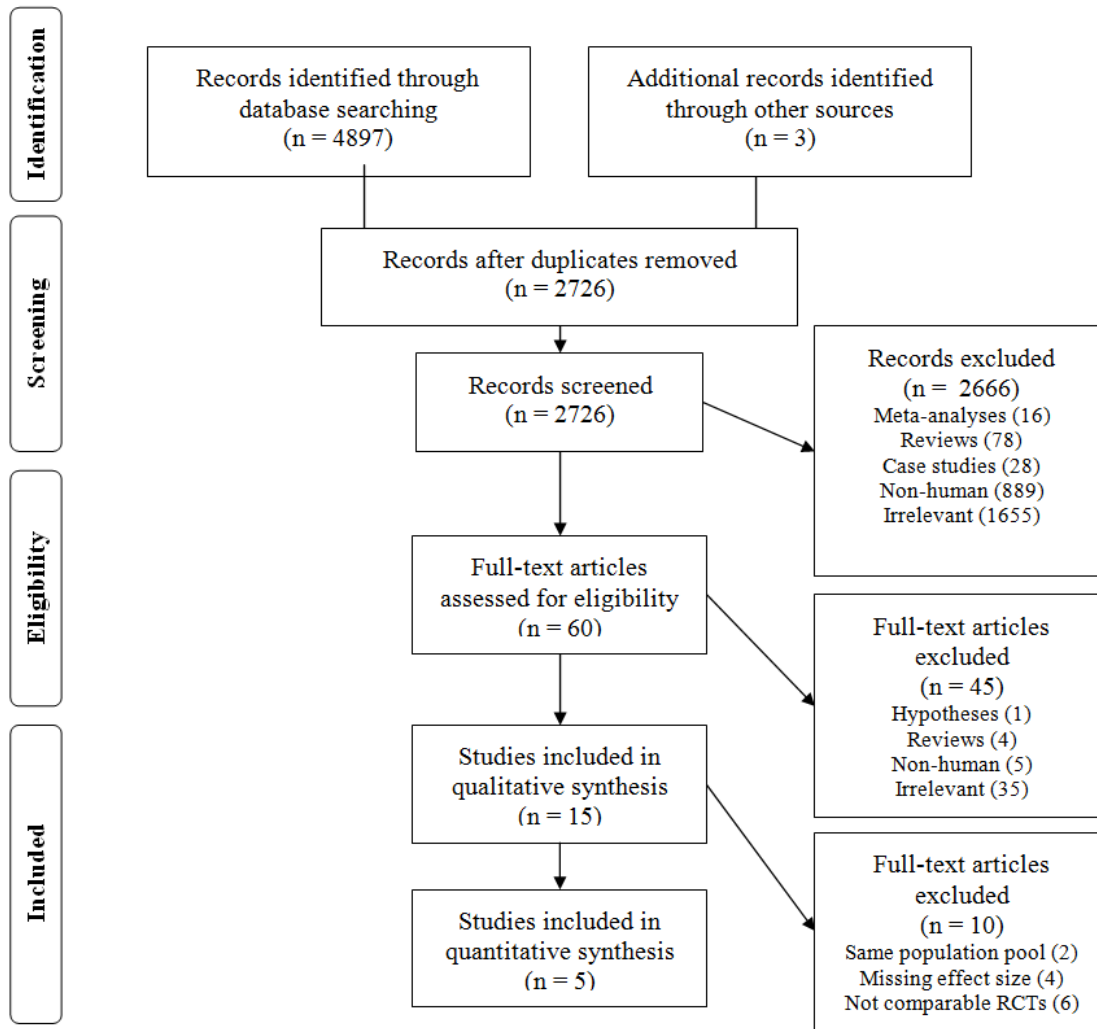 Identification
Records identified through
database searching
(n = 4897)
Additional records identified
through other sources
(n = 3)
Screening
Records after duplicates removed
(n = 2726)
Records screened
(n = 2726)
Records excluded
(n = 2666)
Meta-analyses (16)
Reviews (78)
Case studies (28)
Non-human (889)
Irrelevant (1655)
Eligibility
Full-text articles
assessed for eligibility
(n = 60)
Full-text articles
excluded
(n = 45)
Hypotheses (1)
Reviews (4)
Non-human (5)
Irrelevant (35)
Included
Studies included in
qualitative synthesis
(n = 15)
Full-text articles
excluded
(n = 10)
Same population pool (2)
Missing effect size (4)
Not comparable RCTs (6)
Studies included in
quantitative synthesis
(n = 5)